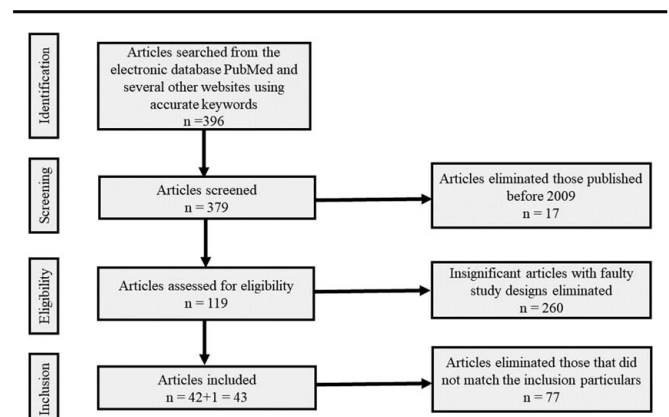 Identification
Articles searched from the
electronic database PubMed and
several other websites using
accurate keywords
n =396
Screening
Articles screened
n = 379
Articles eliminated those published
before 2009
n = 17
Eligibility
Articles assessed for eligibility
n = 119
Insignificant articles with faulty
study designs eliminated
n = 260
Inclusion
Articles included
n = 42+1 = 43
Articles eliminated those that did
not match the inclusion particulars
n = 77